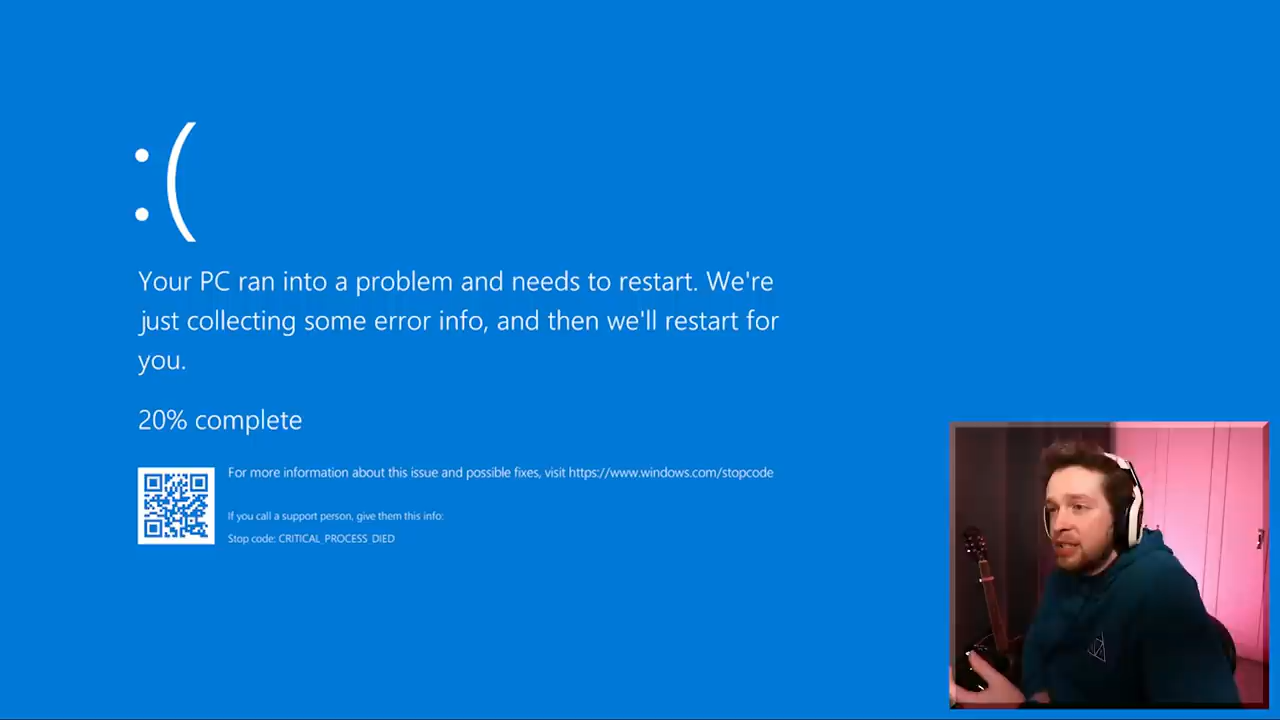 :(
Your PC ran into a problem and needs to restart. We're
just collecting some error info, and then we'll restart for
you.
20% complete
For more information about this issue and possible fixes, visit https://www.windows.com/stopcode
If you call a support person, give them this info:
Stop code: CRITICAL_PROCESS_DIED